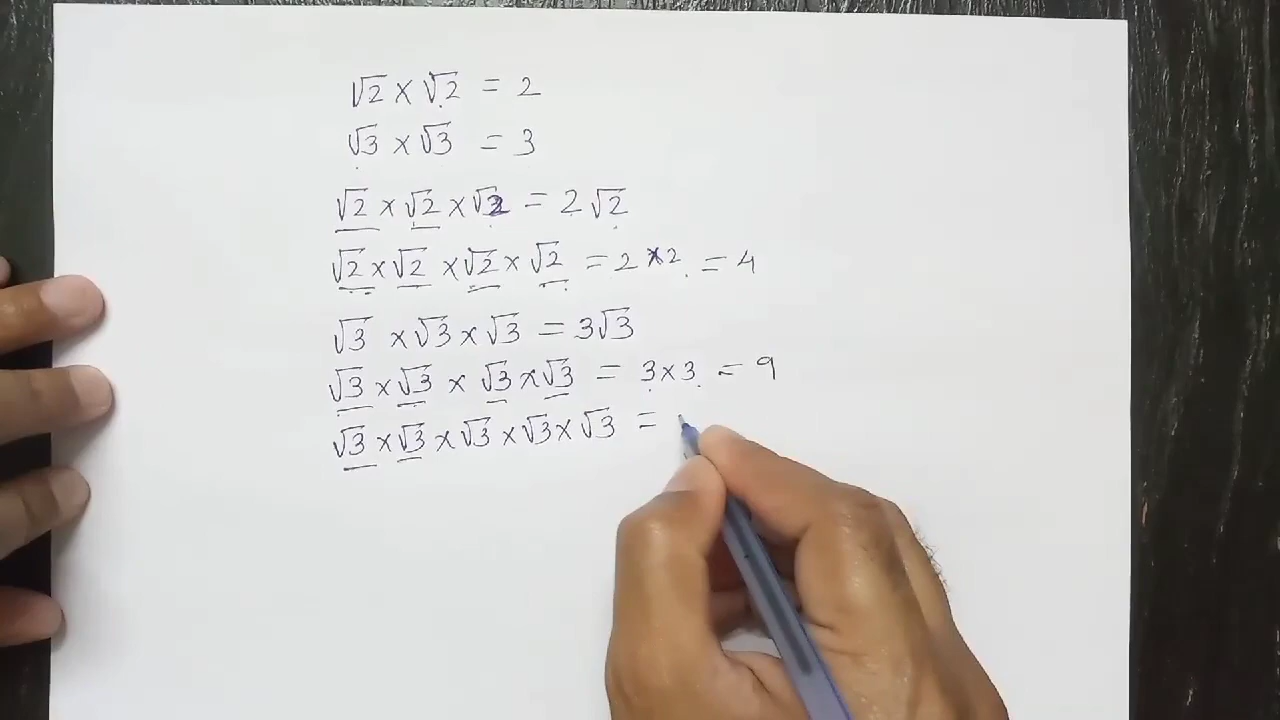 √2 × √2 = 2
√3 × √3 = 3
√2 × √2 × √2 = 2√2
√2 × √2 × √2 × √2 = 2 × 2 = 4
√3 × √3 × √3 = 3√3
√3 × √3 × √3 × √3 = 3 × 3 = 9
√3 × √3 × √3 × √3 × √3 =